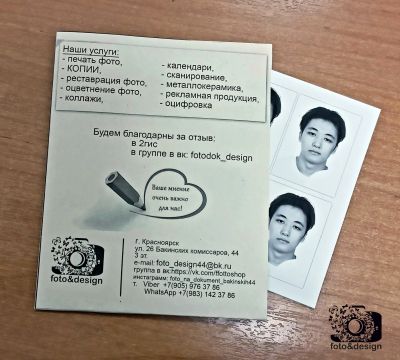 Наши услуги:
- печать фото,
- КОПИИ,
- реставрация фото,
- оцветнение фото,
- коллажи,
- календари,
- сканирование,
- металлокерамика,
- рекламная продукция,
- оцифровка
Будем благодарны за отзыв:
в 2гис
в группе в вк: fotodok_design
Ваше мнение
очень важно
для нас!
foto&design
г. Красноярск
ул. 26 Бакинских комиссаров, 44
3 эт.
e-mail: foto_design44@bk.ru
группа в вк:https://vk.com/ffottoshop
инстаграмм: foto_na_dokument_bakinskih44
т. Viber +7(905) 976 37 86
WhatsApp +7(983) 142 37 86
foto&design